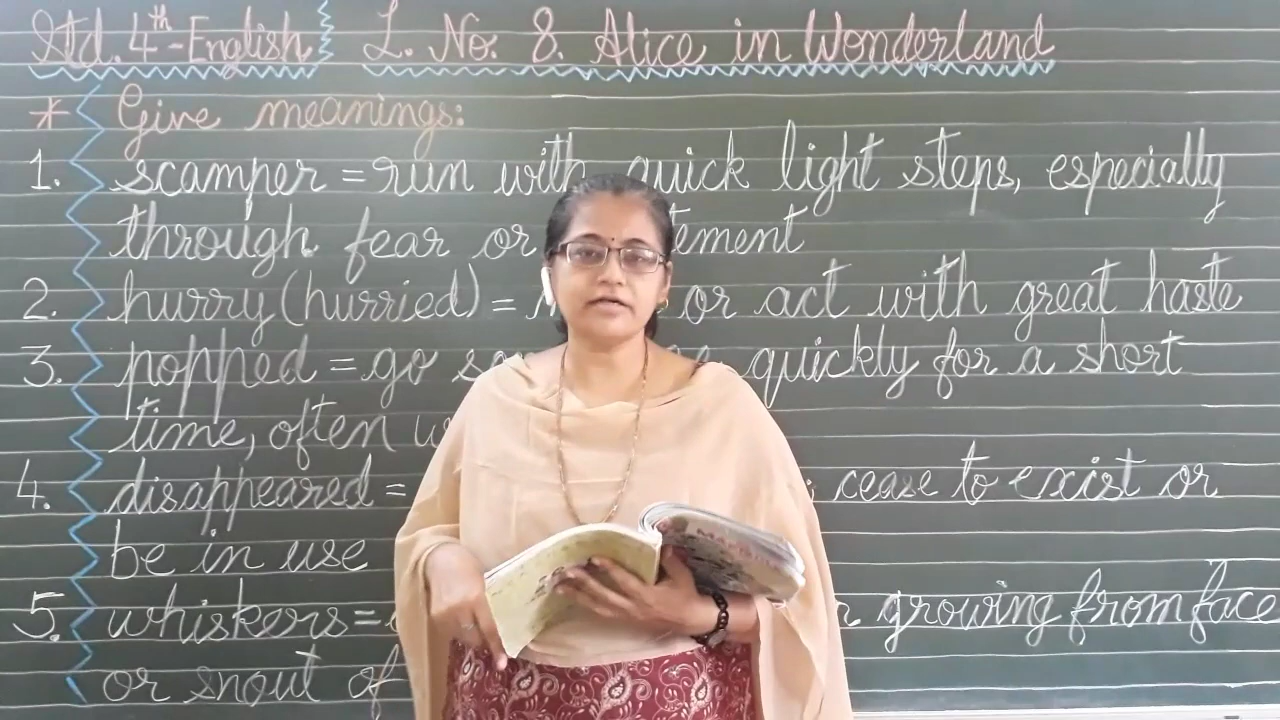 Std. 4th - English L. No. 8. Alice in Wonderland
* Give meanings:
1. scamper = run with quick light steps, especially
through fear or tement
2. hurry (hurried) = or act with great haste
3. popped = go quickly for a short
time, often
4. disappeared = cease to exist or
be in use
5. whiskers = growing from face
or snout of